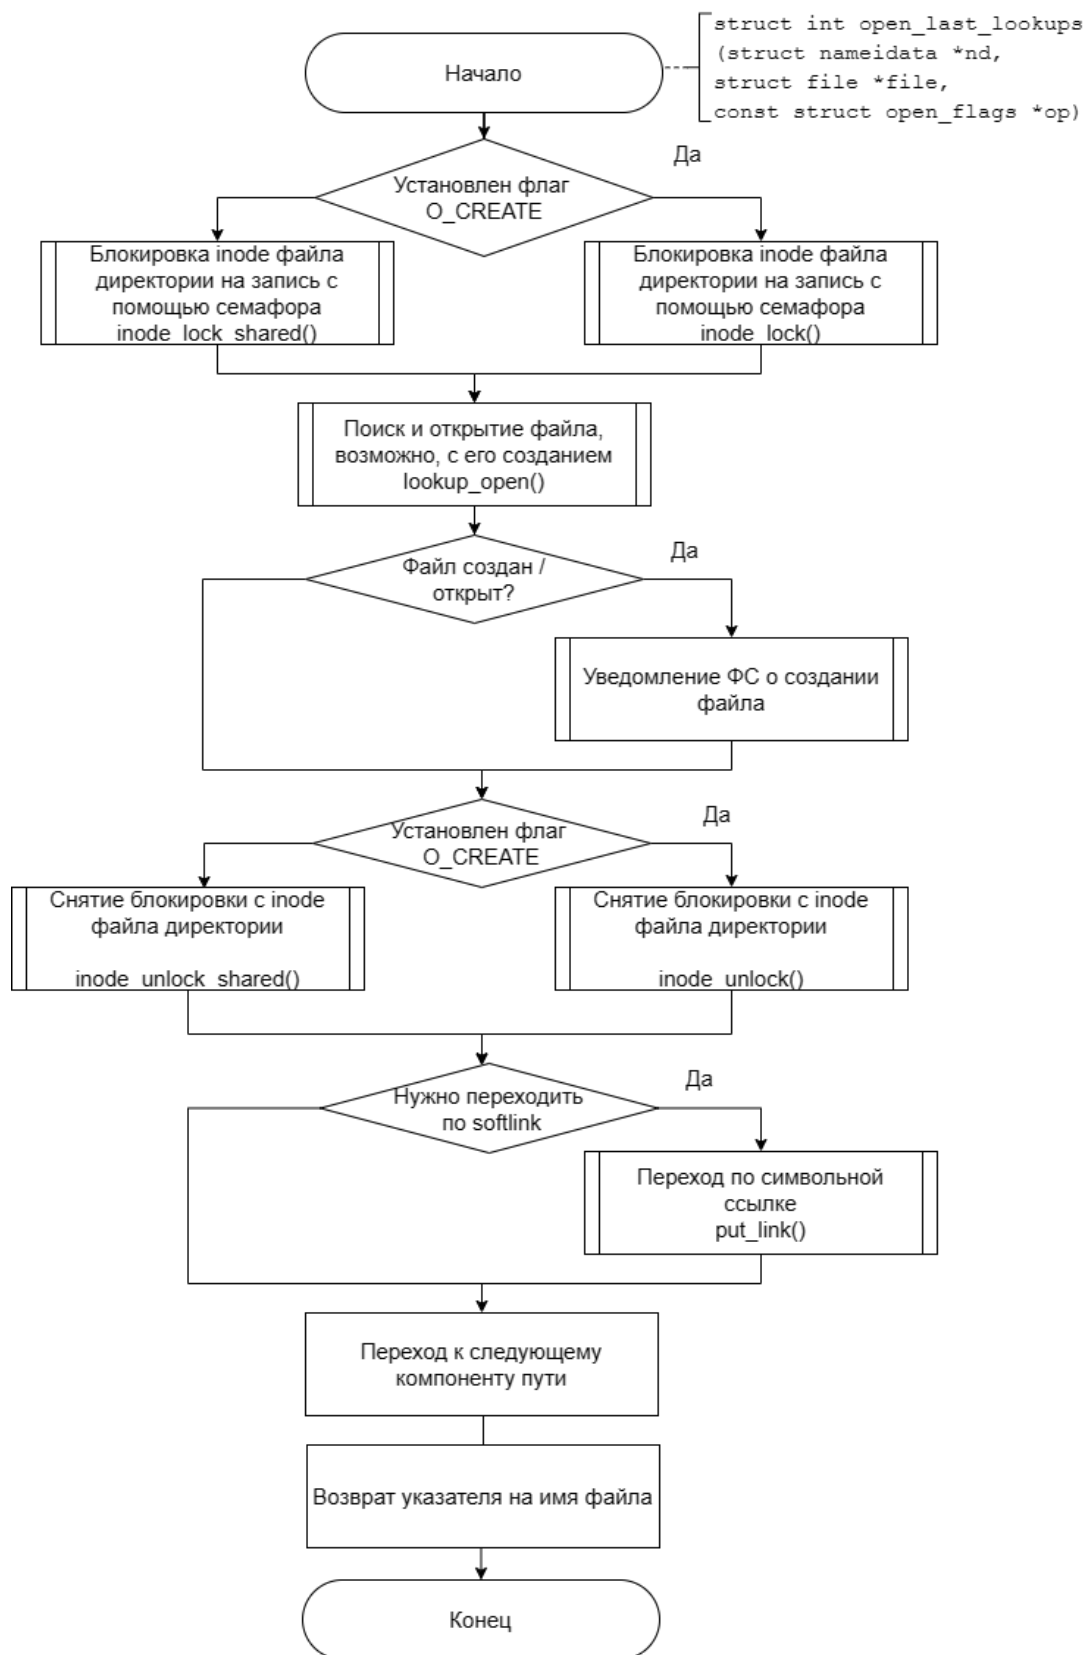 struct int open_last_lookups
(struct nameidata *nd,
struct file *file,
const struct open_flags *op)
Начало
Да
Установлен флаг
O_CREATE
Блокировка inode файла
директории на запись с
помощью семафора
inode_lock_shared()
Блокировка inode файла
директории на запись с
помощью семафора
inode_lock()
Поиск и открытие файла,
возможно, с его созданием
lookup_open()
Да
Файл создан /
открыт?
Уведомление ФС о создании
файла
Да
Установлен флаг
O_CREATE
Снятие блокировки с inode
файла директории
inode_unlock_shared()
Снятие блокировки с inode
файла директории
inode_unlock()
Да
Нужно переходить
по softlink
Переход по символьной
ссылке
put_link()
Переход к следующему
компоненту пути
Возврат указателя на имя файла
Конец